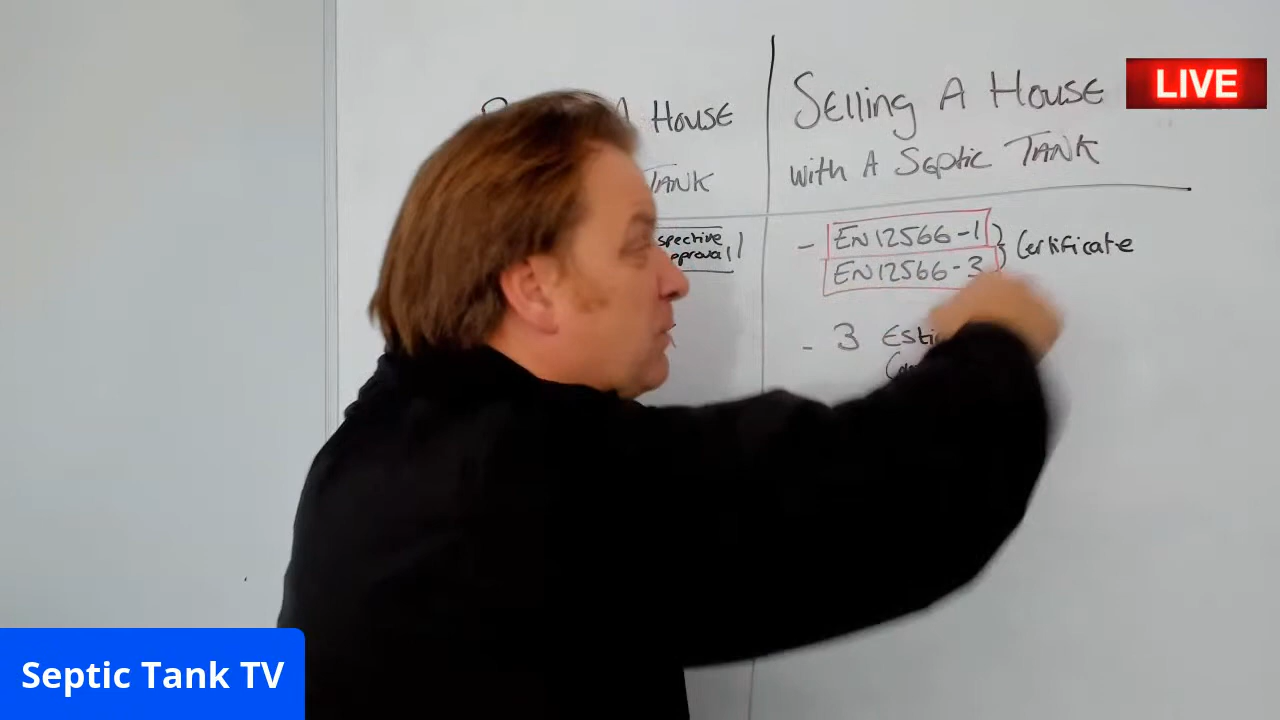 A House
TANK
spective
pproval
Selling A House
with A Septic TANK
- EN12566-1
EN12566-3
} Certificate
- 3 Esti
LIVE
Septic Tank TV